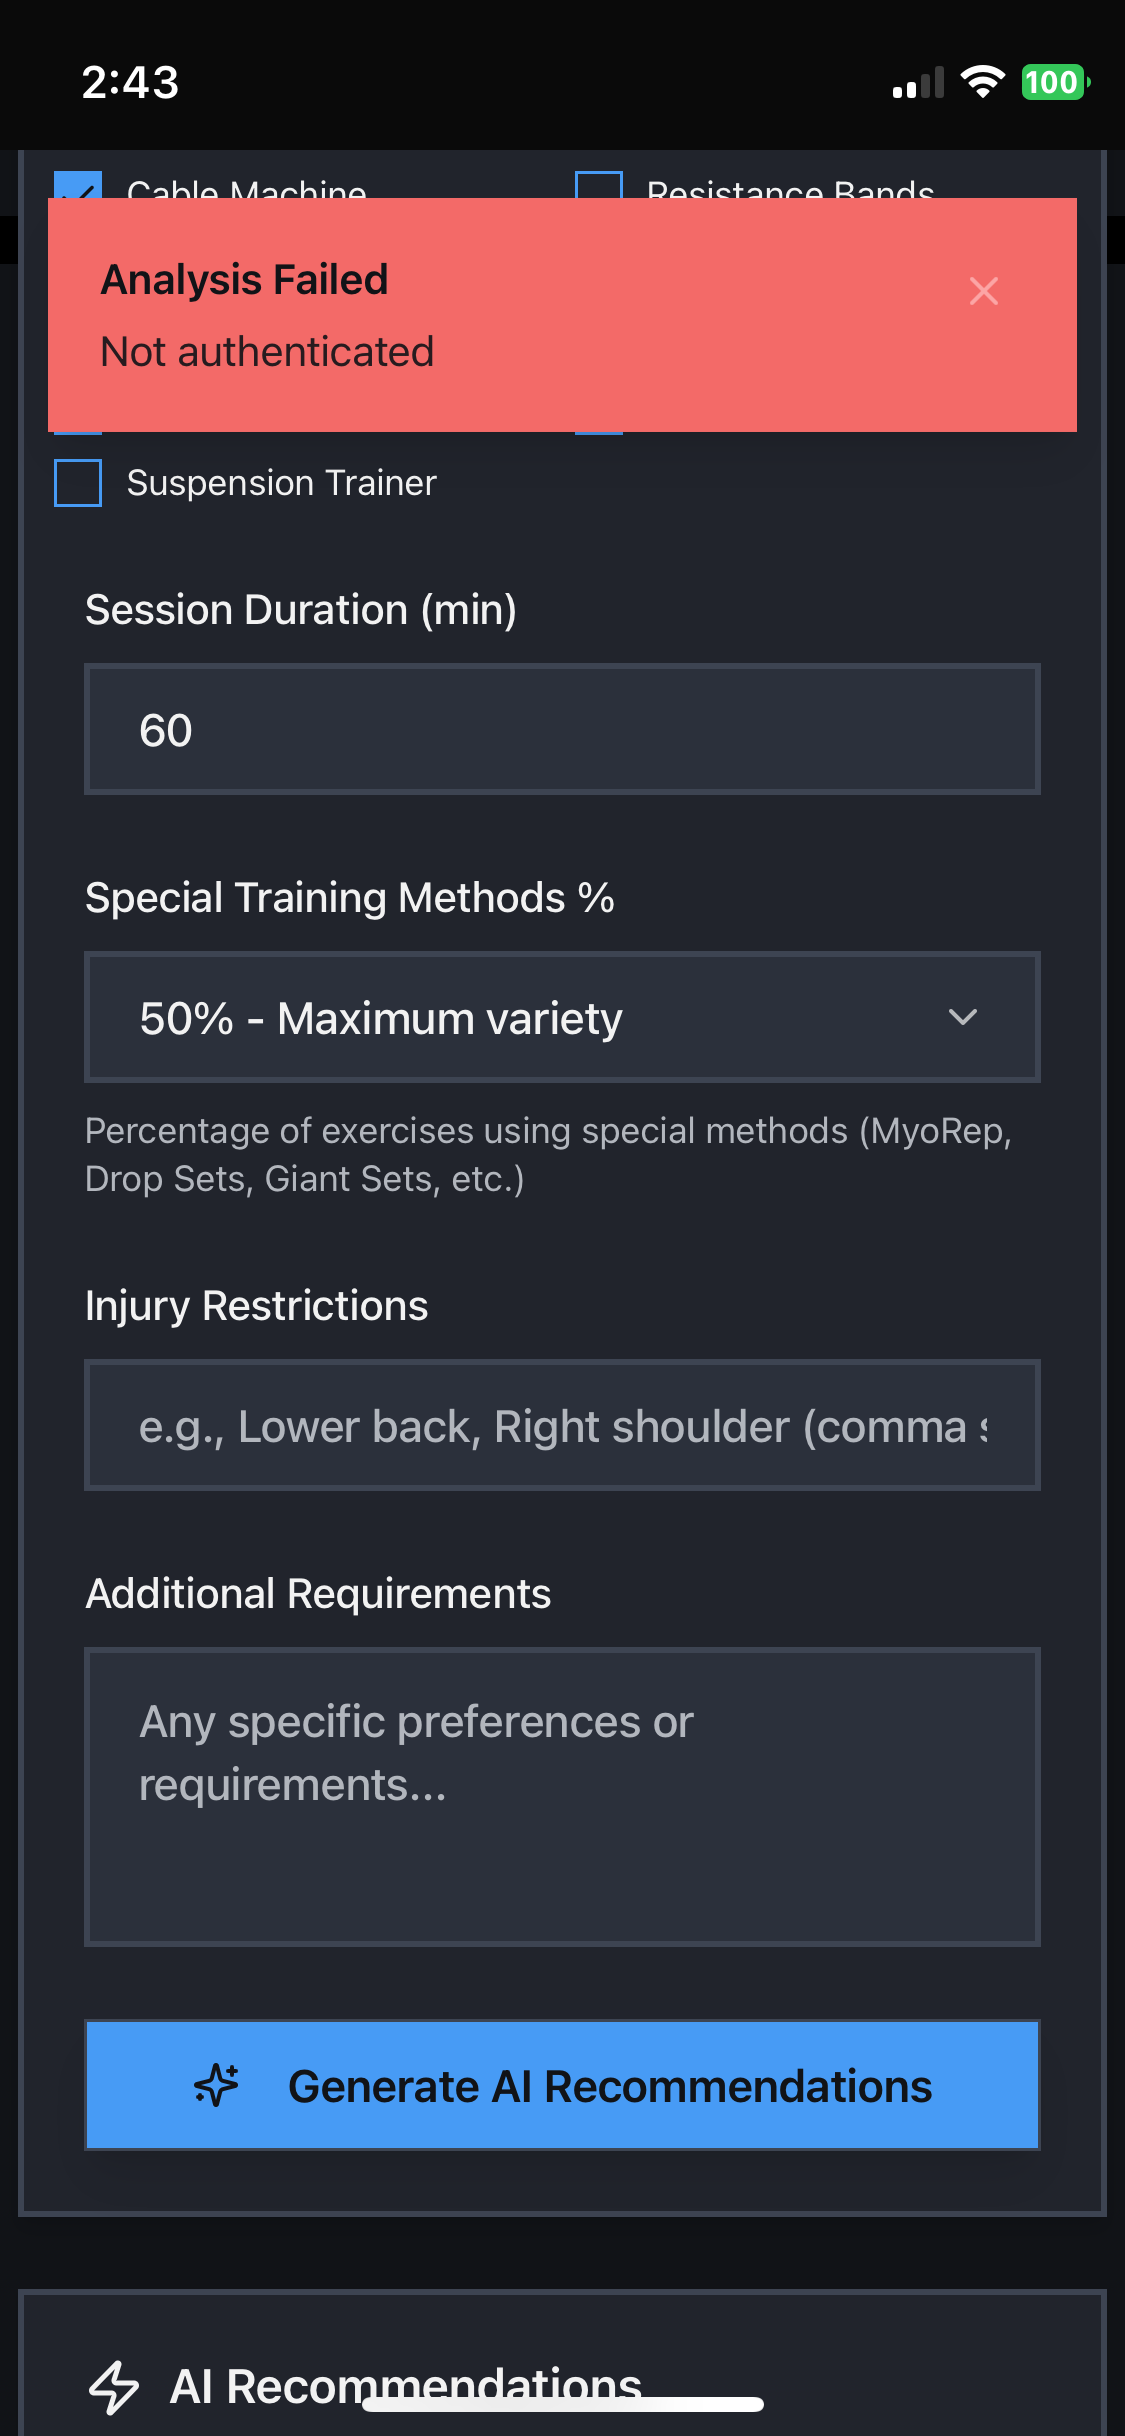 2:43
100
Cable Machine
Resistance Bands
Analysis Failed
Not authenticated
Suspension Trainer
Session Duration (min)
60
Special Training Methods %
50% - Maximum variety
Percentage of exercises using special methods (MyoRep,
Drop Sets, Giant Sets, etc.)
Injury Restrictions
e.g., Lower back, Right shoulder (comma
Additional Requirements
Any specific preferences or
requirements...
Generate AI Recommendations
AI Recommendations